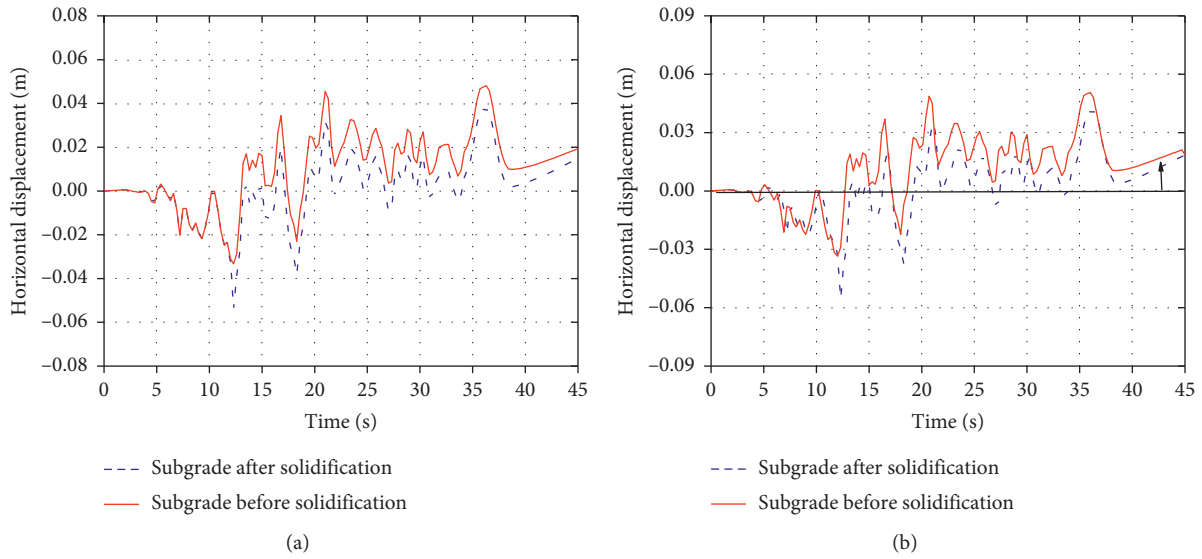 0.08
0.06
0.04
0.02
0.00
−0.02
−0.04
−0.06
−0.08
Horizontal displacement (m)
0 5 10 15 20 25 30 35 40 45
Time (s)
Subgrade after solidification
Subgrade before solidification
(a)
0.09
0.06
0.03
0.00
−0.03
−0.06
−0.09
Horizontal displacement (m)
0 5 10 15 20 25 30 35 40 45
Time (s)
Subgrade after solidification
Subgrade before solidification
(b)